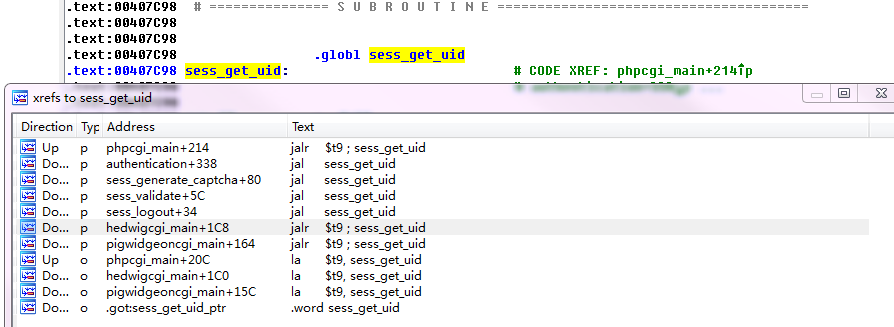 .text:00407C98 # =============== S U B R O U T I N E =======================================
.text:00407C98
.text:00407C98
.text:00407C98 .globl sess_get_uid
.text:00407C98 sess_get_uid: # CODE XREF: phpcgi_main+214↑p
xrefs to sess_get_uid
Direction Typ Address Text
Up p phpcgi_main+214 jalr $t9 ; sess_get_uid
Do... p authentication+338 jal sess_get_uid
Do... p sess_generate_captcha+80 jal sess_get_uid
Do... p sess_validate+5C jal sess_get_uid
Do... p sess_logout+34 jal sess_get_uid
Do... p hedwigcgi_main+1C8 jalr $t9 ; sess_get_uid
Do... p pigwidgeoncgi_main+164 jalr $t9 ; sess_get_uid
Up o phpcgi_main+20C la $t9, sess_get_uid
Do... o hedwigcgi_main+1C0 la $t9, sess_get_uid
Do... o pigwidgeoncgi_main+15C la $t9, sess_get_uid
Do... o .got:sess_get_uid_ptr .word sess_get_uid